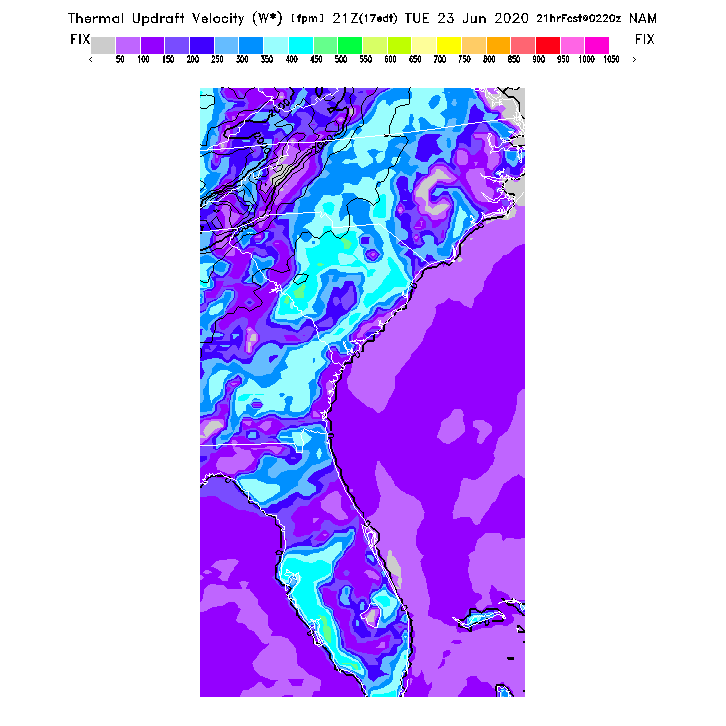 Thermal Updraft Velocity (W*) [fpm] 21Z(17edt) TUE 23 Jun 2020 21hrFcst@0220z NAM
FIX FIX
< 50 100 150 200 250 300 350 400 450 500 550 600 650 700 750 800 850 900 950 1000 1050 >